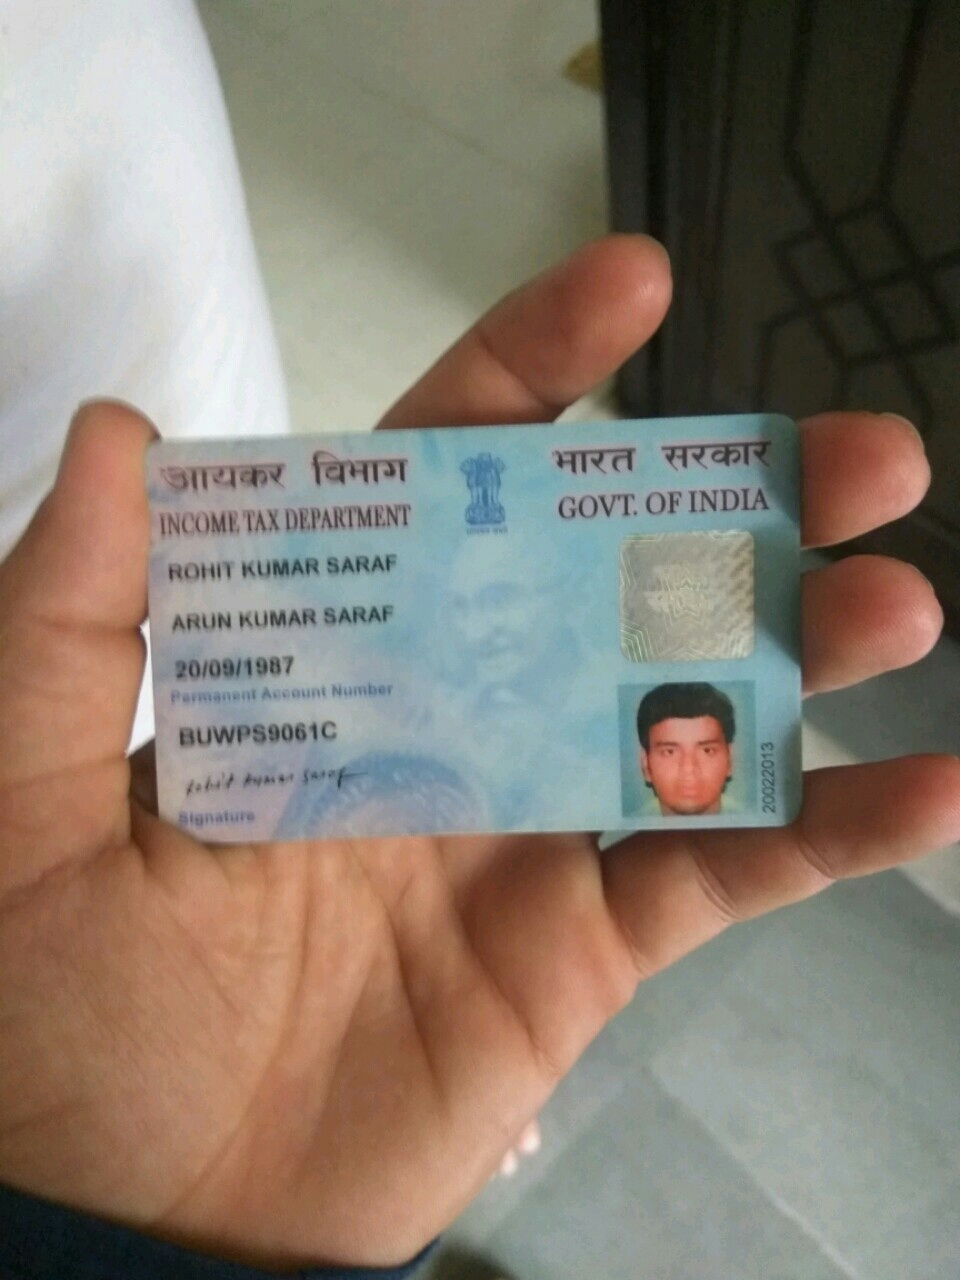 आयकर विभाग
INCOME TAX DEPARTMENT
भारत सरकार
GOVT. OF INDIA
ROHIT KUMAR SARAF
ARUN KUMAR SARAF
20/09/1987
Permanent Account Number
BUWPS9061C
Rohit Kumar Saraf
Signature
20022013